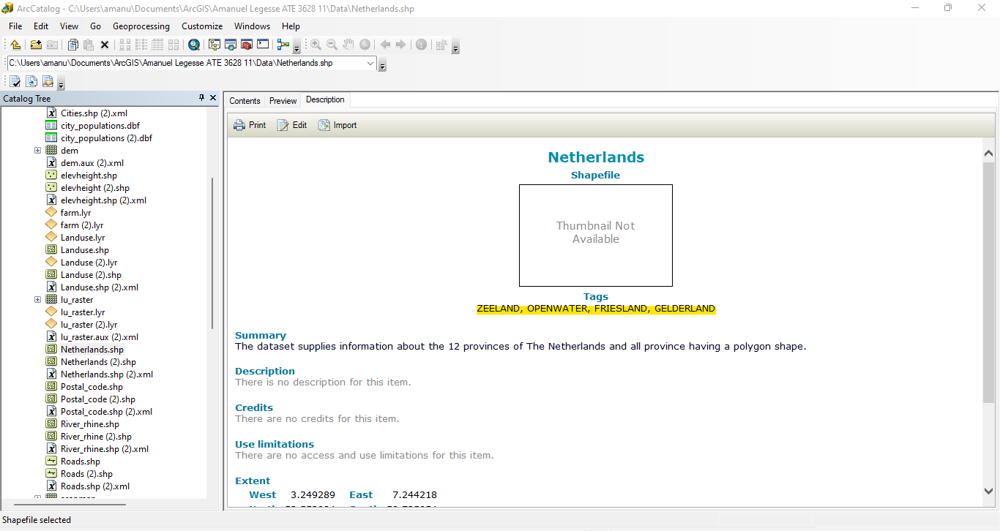 ArcCatalog - C:\Users\amanu\Documents\ArcGIS\Amanuel Legesse ATE 3628 11\Data\Netherlands.shp
File Edit View Go Geoprocessing Customize Windows Help
C:\Users\amanu\Documents\ArcGIS\Amanuel Legesse ATE 3628 11\Data\Netherlands.shp
Catalog Tree
Cities.shp (2).xml
city_populations.dbf
city_populations (2).dbf
dem
dem.aux (2).xml
elevheight.shp
elevheight (2).shp
elevheight.shp (2).xml
farm.lyr
farm (2).lyr
Landuse.lyr
Landuse.shp
Landuse (2).lyr
Landuse (2).shp
Landuse.shp (2).xml
lu_raster
lu_raster.lyr
lu_raster (2).lyr
lu_raster.aux (2).xml
Netherlands.shp
Netherlands (2).shp
Netherlands.shp (2).xml
Postal_code.shp
Postal_code (2).shp
Postal_code.shp (2).xml
River_rhine.shp
River_rhine (2).shp
River_rhine.shp (2).xml
Roads.shp
Roads (2).shp
Roads.shp (2).xml
Contents Preview Description
Print Edit Import
Netherlands
Shapefile
Thumbnail Not
Available
Tags
ZEELAND, OPENWATER, FRIESLAND, GELDERLAND
Summary
The dataset supplies information about the 12 provinces of The Netherlands and all province having a polygon shape.
Description
There is no description for this item.
Credits
There are no credits for this item.
Use limitations
There are no access and use limitations for this item.
Extent
West 3.249289 East 7.244218
Shapefile selected